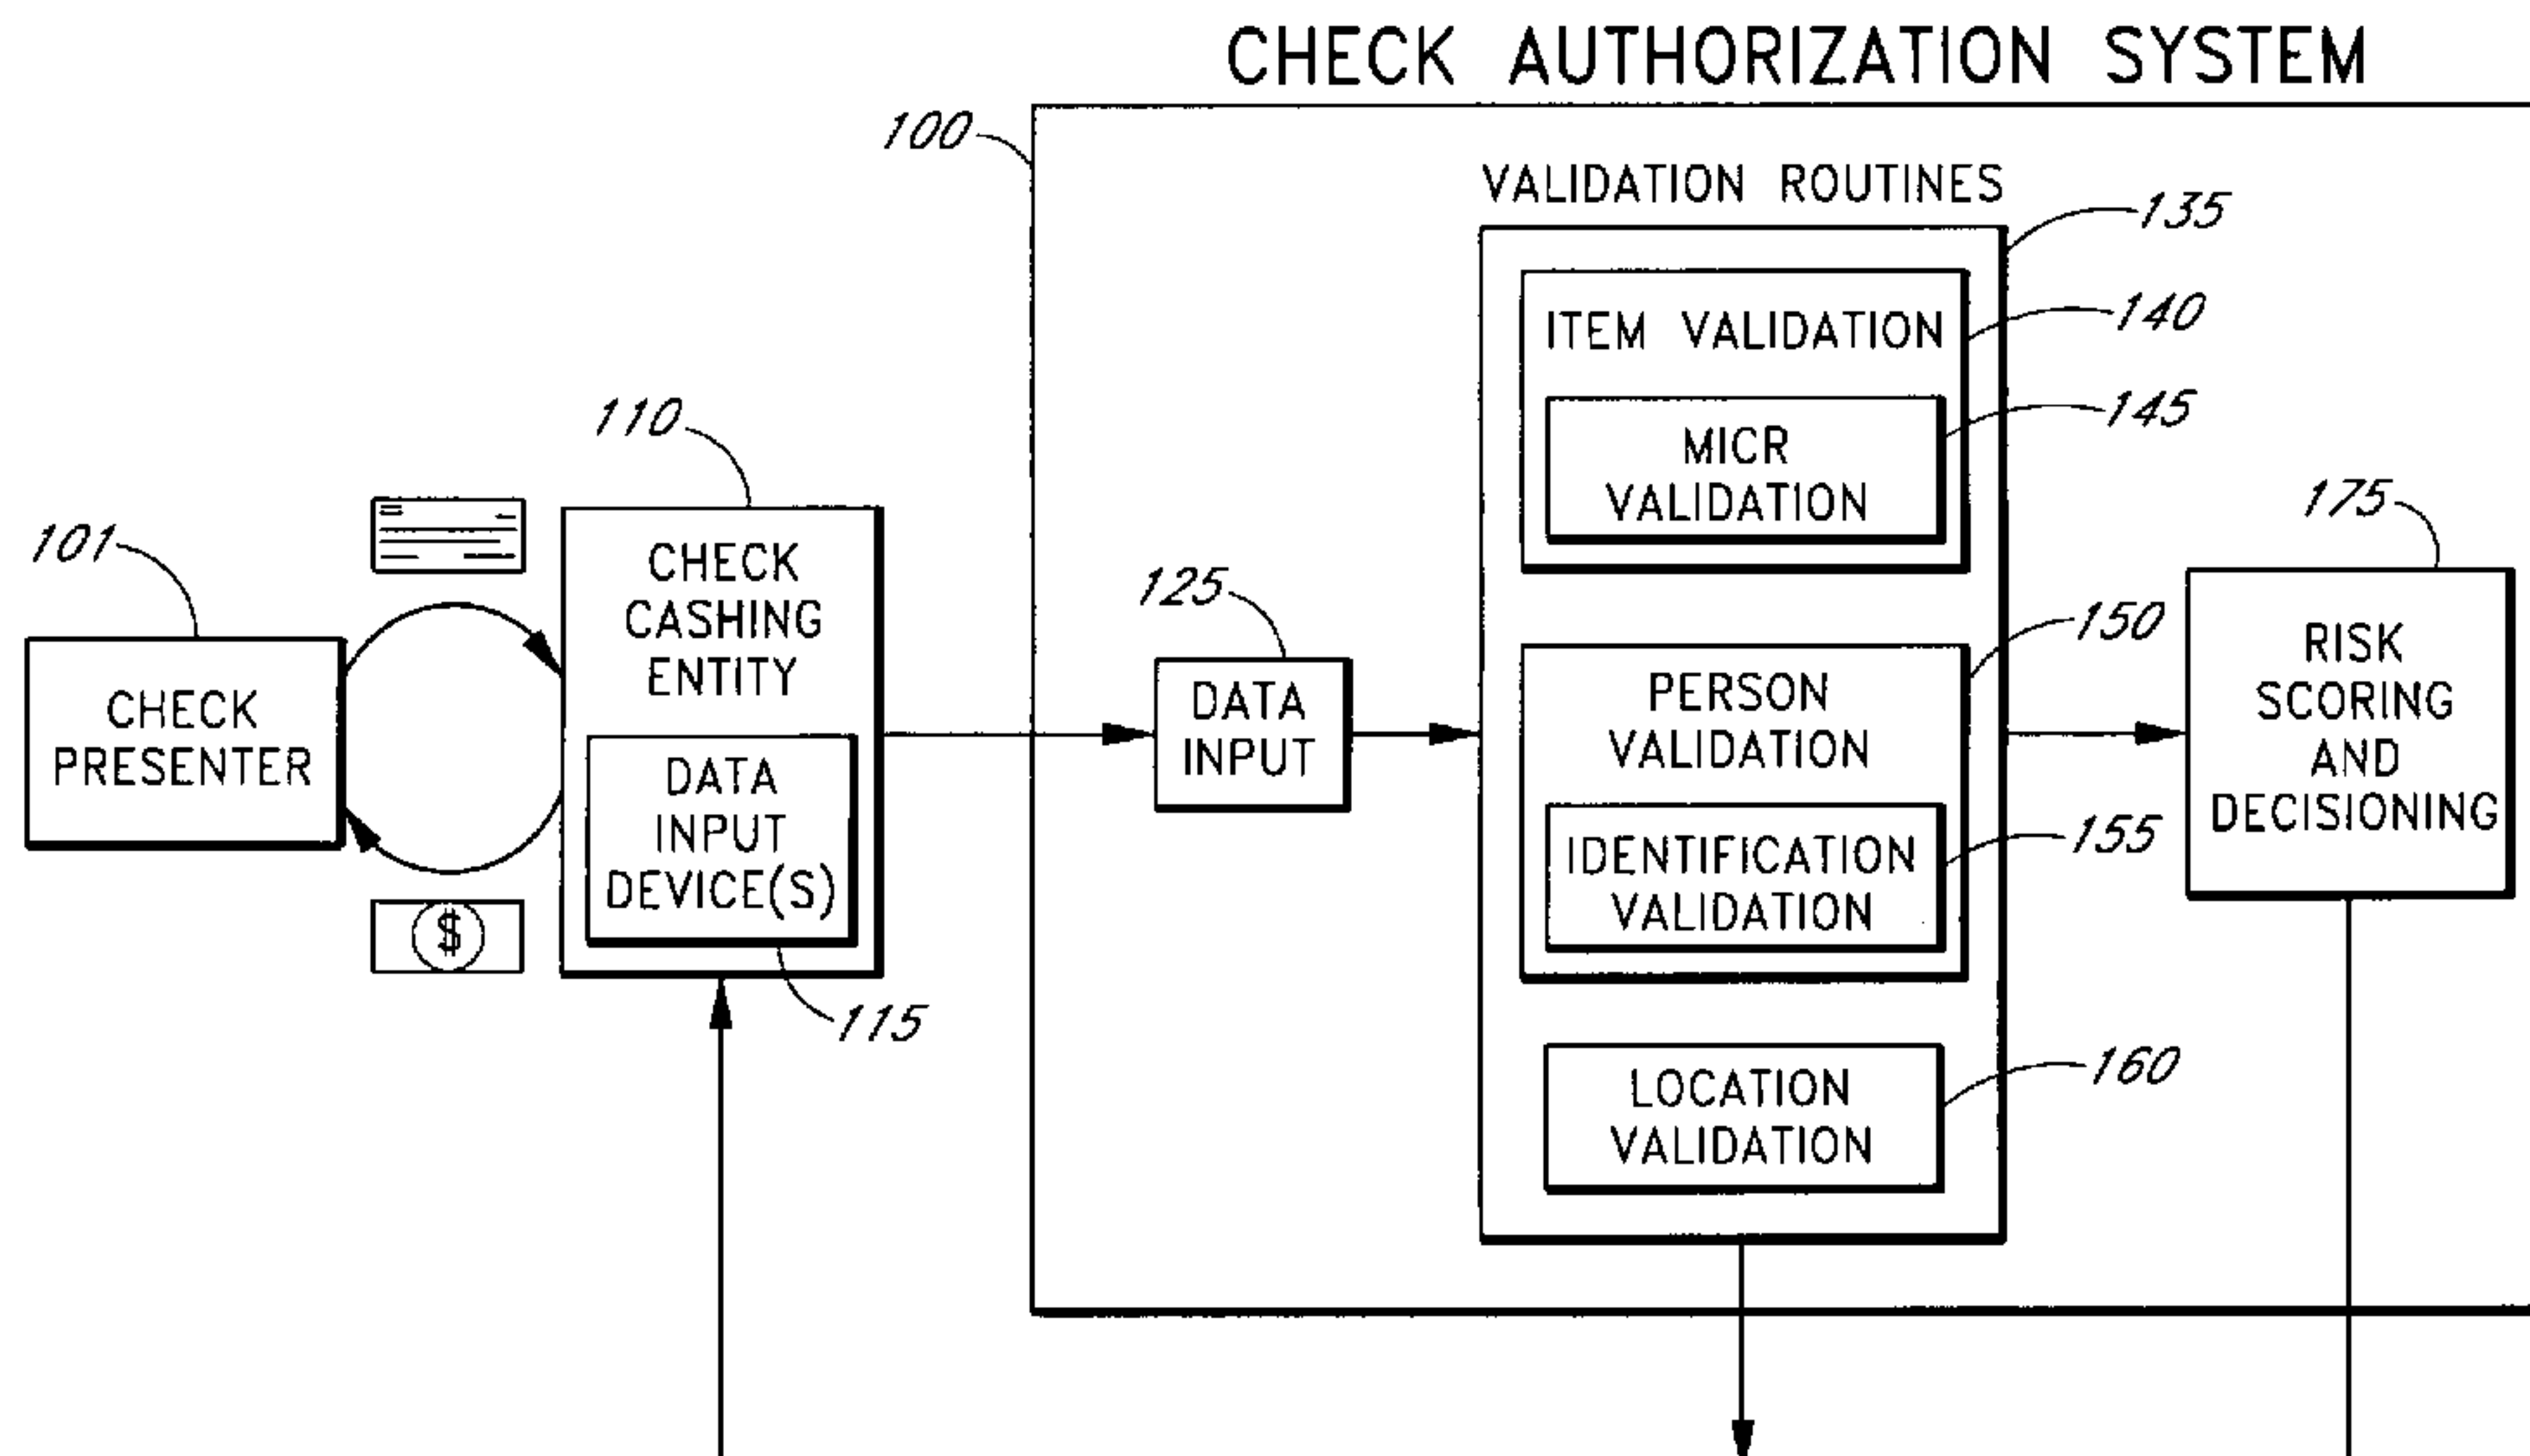 CHECK AUTHORIZATION SYSTEM
100
VALIDATION ROUTINES
135
ITEM VALIDATION
140
MICR
VALIDATION
145
110
101
CHECK
CASHING
ENTITY
125
175
CHECK
PRESENTER
DATA
INPUT
DEVICE(S)
$
115
DATA
INPUT
PERSON
VALIDATION
150
IDENTIFICATION
VALIDATION
155
LOCATION
VALIDATION
160
RISK
SCORING
AND
DECISIONING